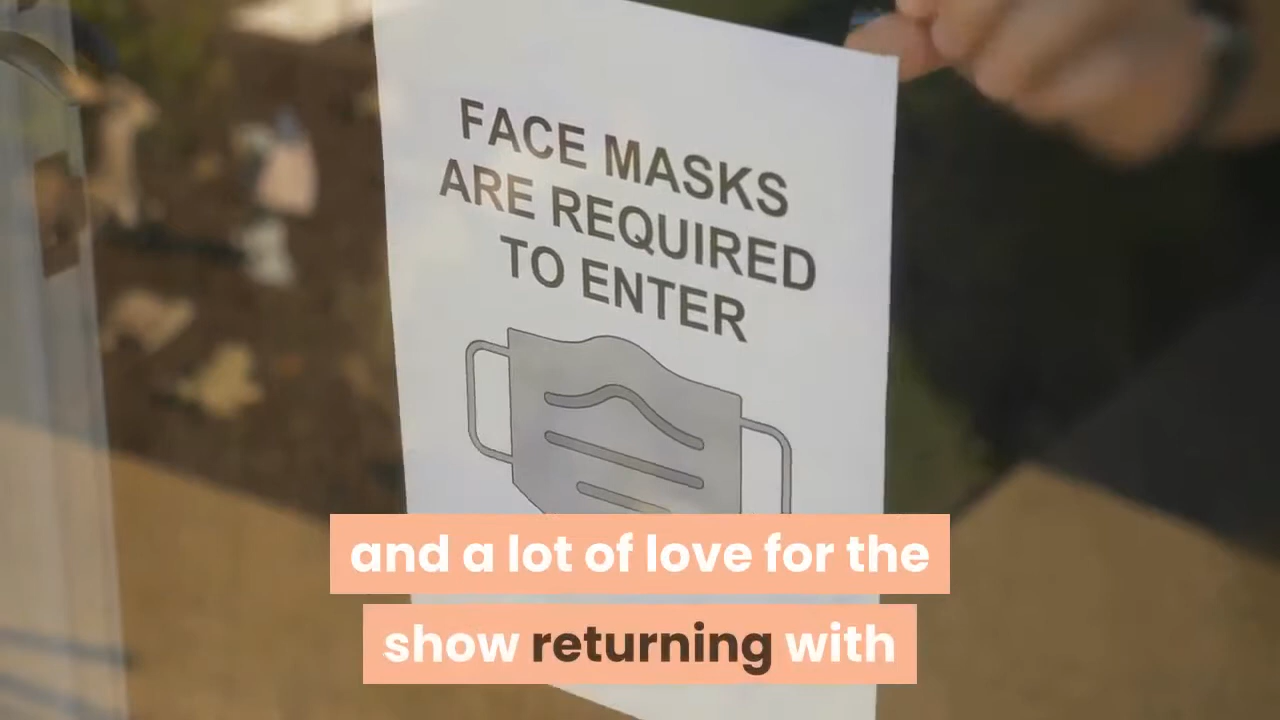 FACE MASKS
ARE REQUIRED
TO ENTER
and a lot of love for the
show returning with